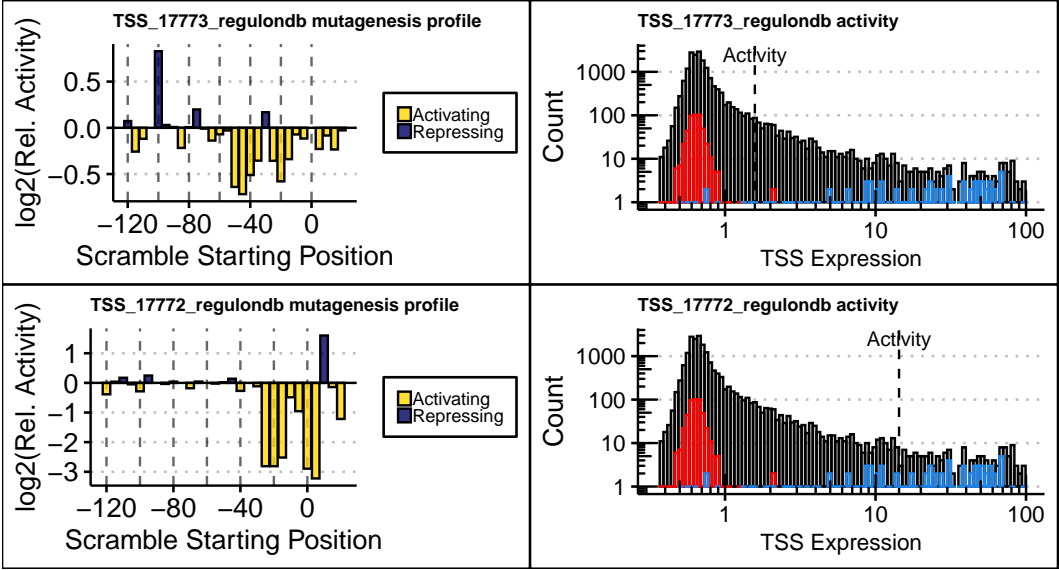 TSS_17773_regulondb mutagenesis profile
log2(Rel. Activity)
0.5
0.0
−0.5
−120 −80 −40 0
Scramble Starting Position
Activating
Repressing
TSS_17773_regulondb activity
Activity
Count
1000
100
10
1
1 10 100
TSS Expression
TSS_17772_regulondb mutagenesis profile
log2(Rel. Activity)
1
0
−1
−2
−3
−120 −80 −40 0
Scramble Starting Position
Activating
Repressing
TSS_17772_regulondb activity
Activity
Count
1000
100
10
1
1 10 100
TSS Expression